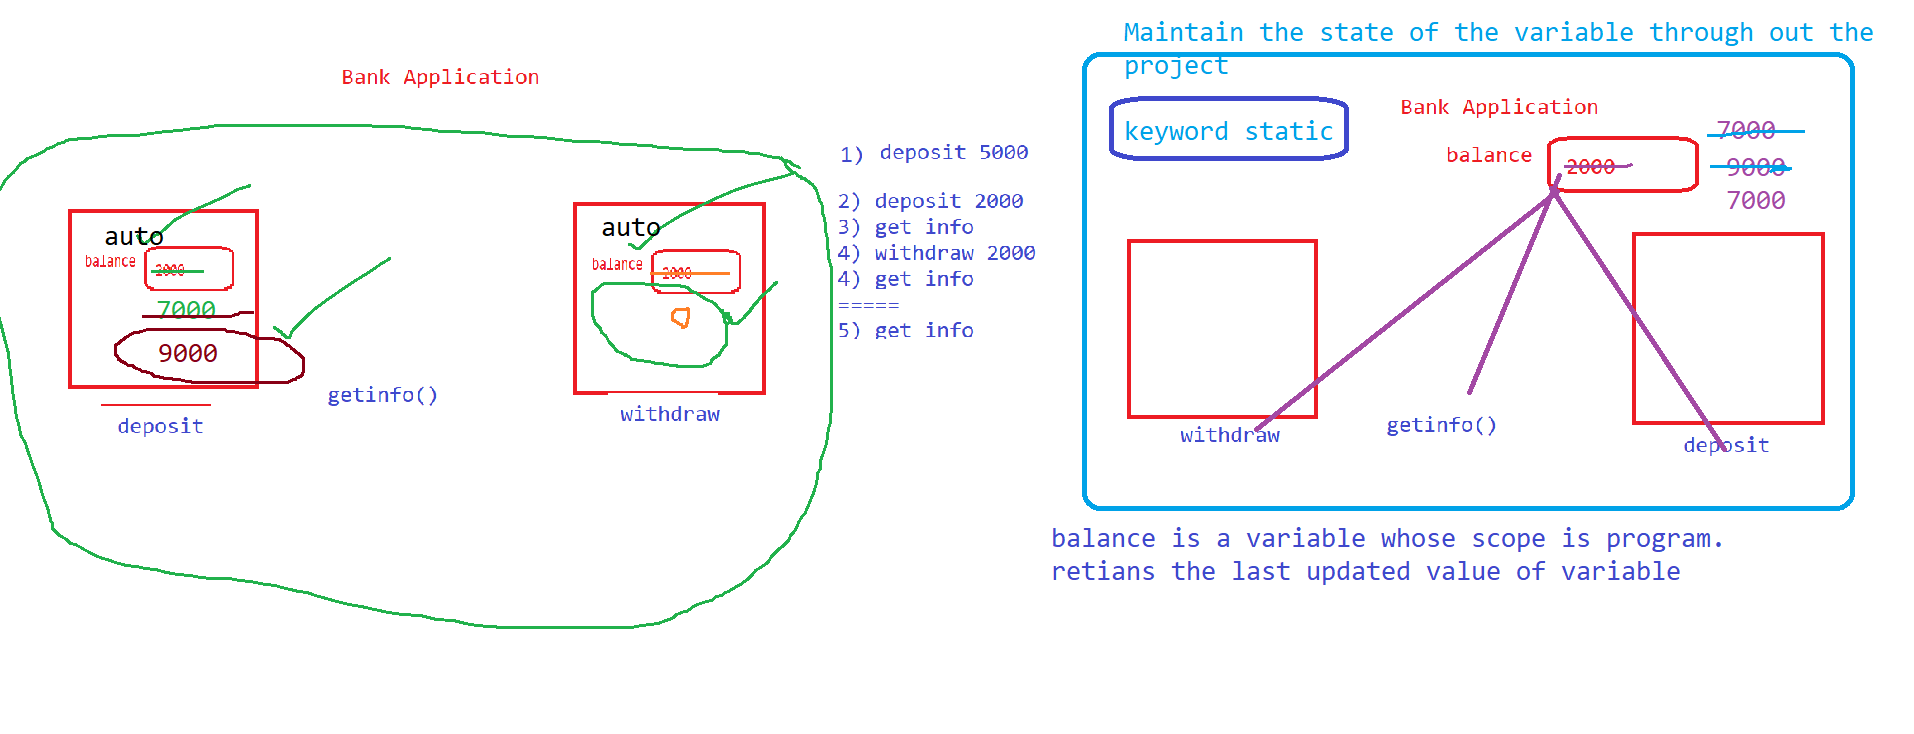 Bank Application
auto
balance 2000
7000
9000
deposit
getinfo()
auto
balance 2000
withdraw
1) deposit 5000
2) deposit 2000
3) get info
4) withdraw 2000
4) get info
=====
5) get info
Maintain the state of the variable through out the
project
keyword static
Bank Application
balance 2000
7000
9000
7000
withdraw
getinfo()
deposit
balance is a variable whose scope is program.
retians the last updated value of variable